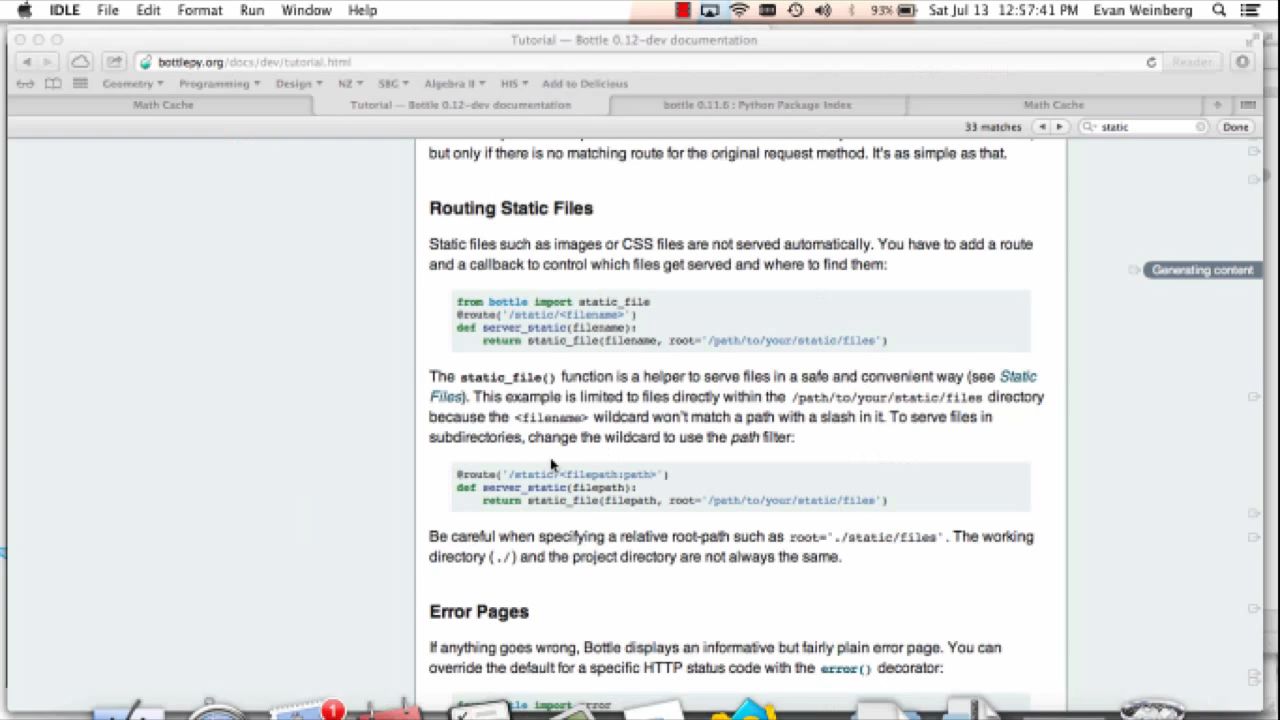 IDLE File Edit Format Run Window Help 93% Sat Jul 13 12:57:41 PM Evan Weinberg
Tutorial — Bottle 0.12-dev documentation
bottlepy.org/docs/dev/tutorial.html Reader
Geometry Programming Design NZ SBG Algebra II HIS Add to Delicious
Math Cache Tutorial — Bottle 0.12-dev documentation bottle 0.11.6 : Python Package Index Math Cache
33 matches static Done
but only if there is no matching route for the original request method. It's as simple as that.
Routing Static Files
Static files such as images or CSS files are not served automatically. You have to add a route
and a callback to control which files get served and where to find them:
Generating content
from bottle import static_file
@route('/static/<filename>')
def server_static(filename):
return static_file(filename, root='/path/to/your/static/files')
The static_file() function is a helper to serve files in a safe and convenient way (see Static
Files). This example is limited to files directly within the /path/to/your/static/files directory
because the <filename> wildcard won't match a path with a slash in it. To serve files in
subdirectories, change the wildcard to use the path filter:
@route('/static/<filepath:path>')
def server_static(filepath):
return static_file(filepath, root='/path/to/your/static/files')
Be careful when specifying a relative root-path such as root='./static/files'. The working
directory (./) and the project directory are not always the same.
Error Pages
If anything goes wrong, Bottle displays an informative but fairly plain error page. You can
override the default for a specific HTTP status code with the error() decorator:
from bottle import error
1